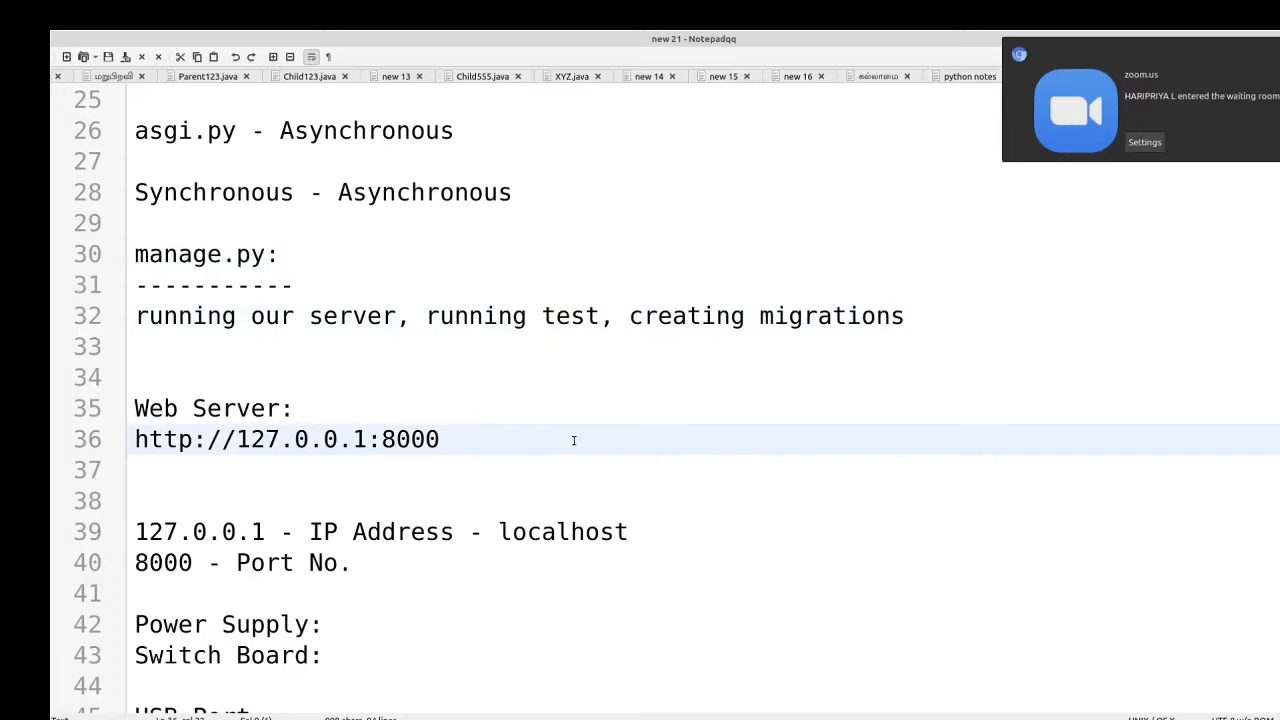 new 21 - Notepadqq
மறுபிறவி Parent123.java Child123.java new 13 Child555.java XYZ.java new 14 new 15 new 16 கல்லாமை python notes
zoom.us
HARIPRIYA L entered the waiting room
Settings
25
26 asgi.py - Asynchronous
27
28 Synchronous - Asynchronous
29
30 manage.py:
31 -----------
32 running our server, running test, creating migrations
33
34
35 Web Server:
36 http://127.0.0.1:8000
37
38
39 127.0.0.1 - IP Address - localhost
40 8000 - Port No.
41
42 Power Supply:
43 Switch Board:
44